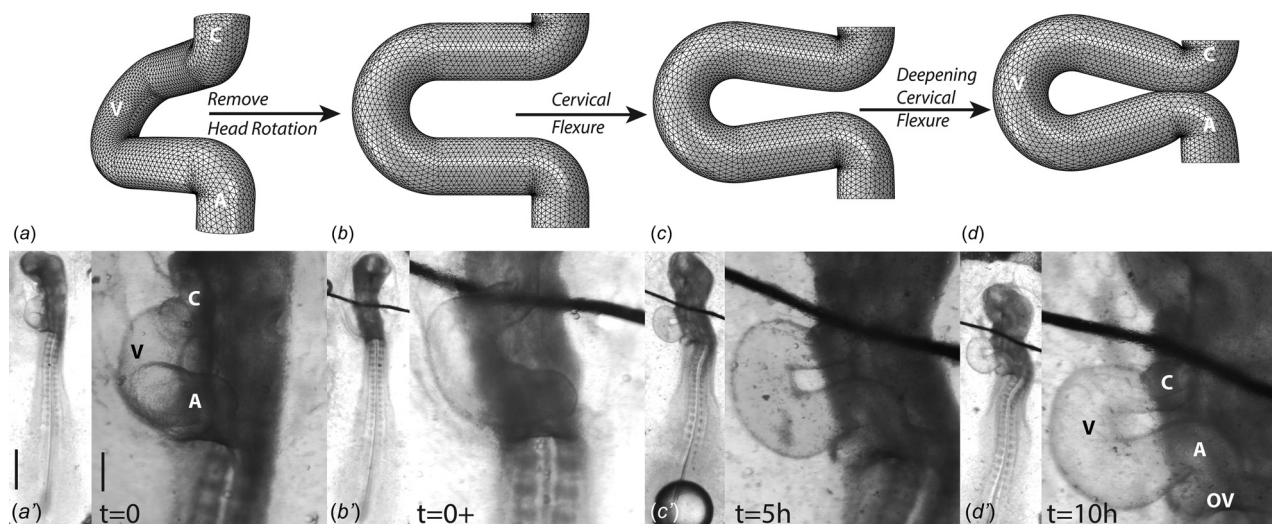 C
V
A
Remove
Head Rotation
Cervical
Flexure
Deepening
Cervical
Flexure
V
C
A
(a)
(b)
(c)
(d)
C
V
A
(a')
t=0
(b')
t=0+
(c')
t=5h
C
V
A
OV
(d')
t=10h